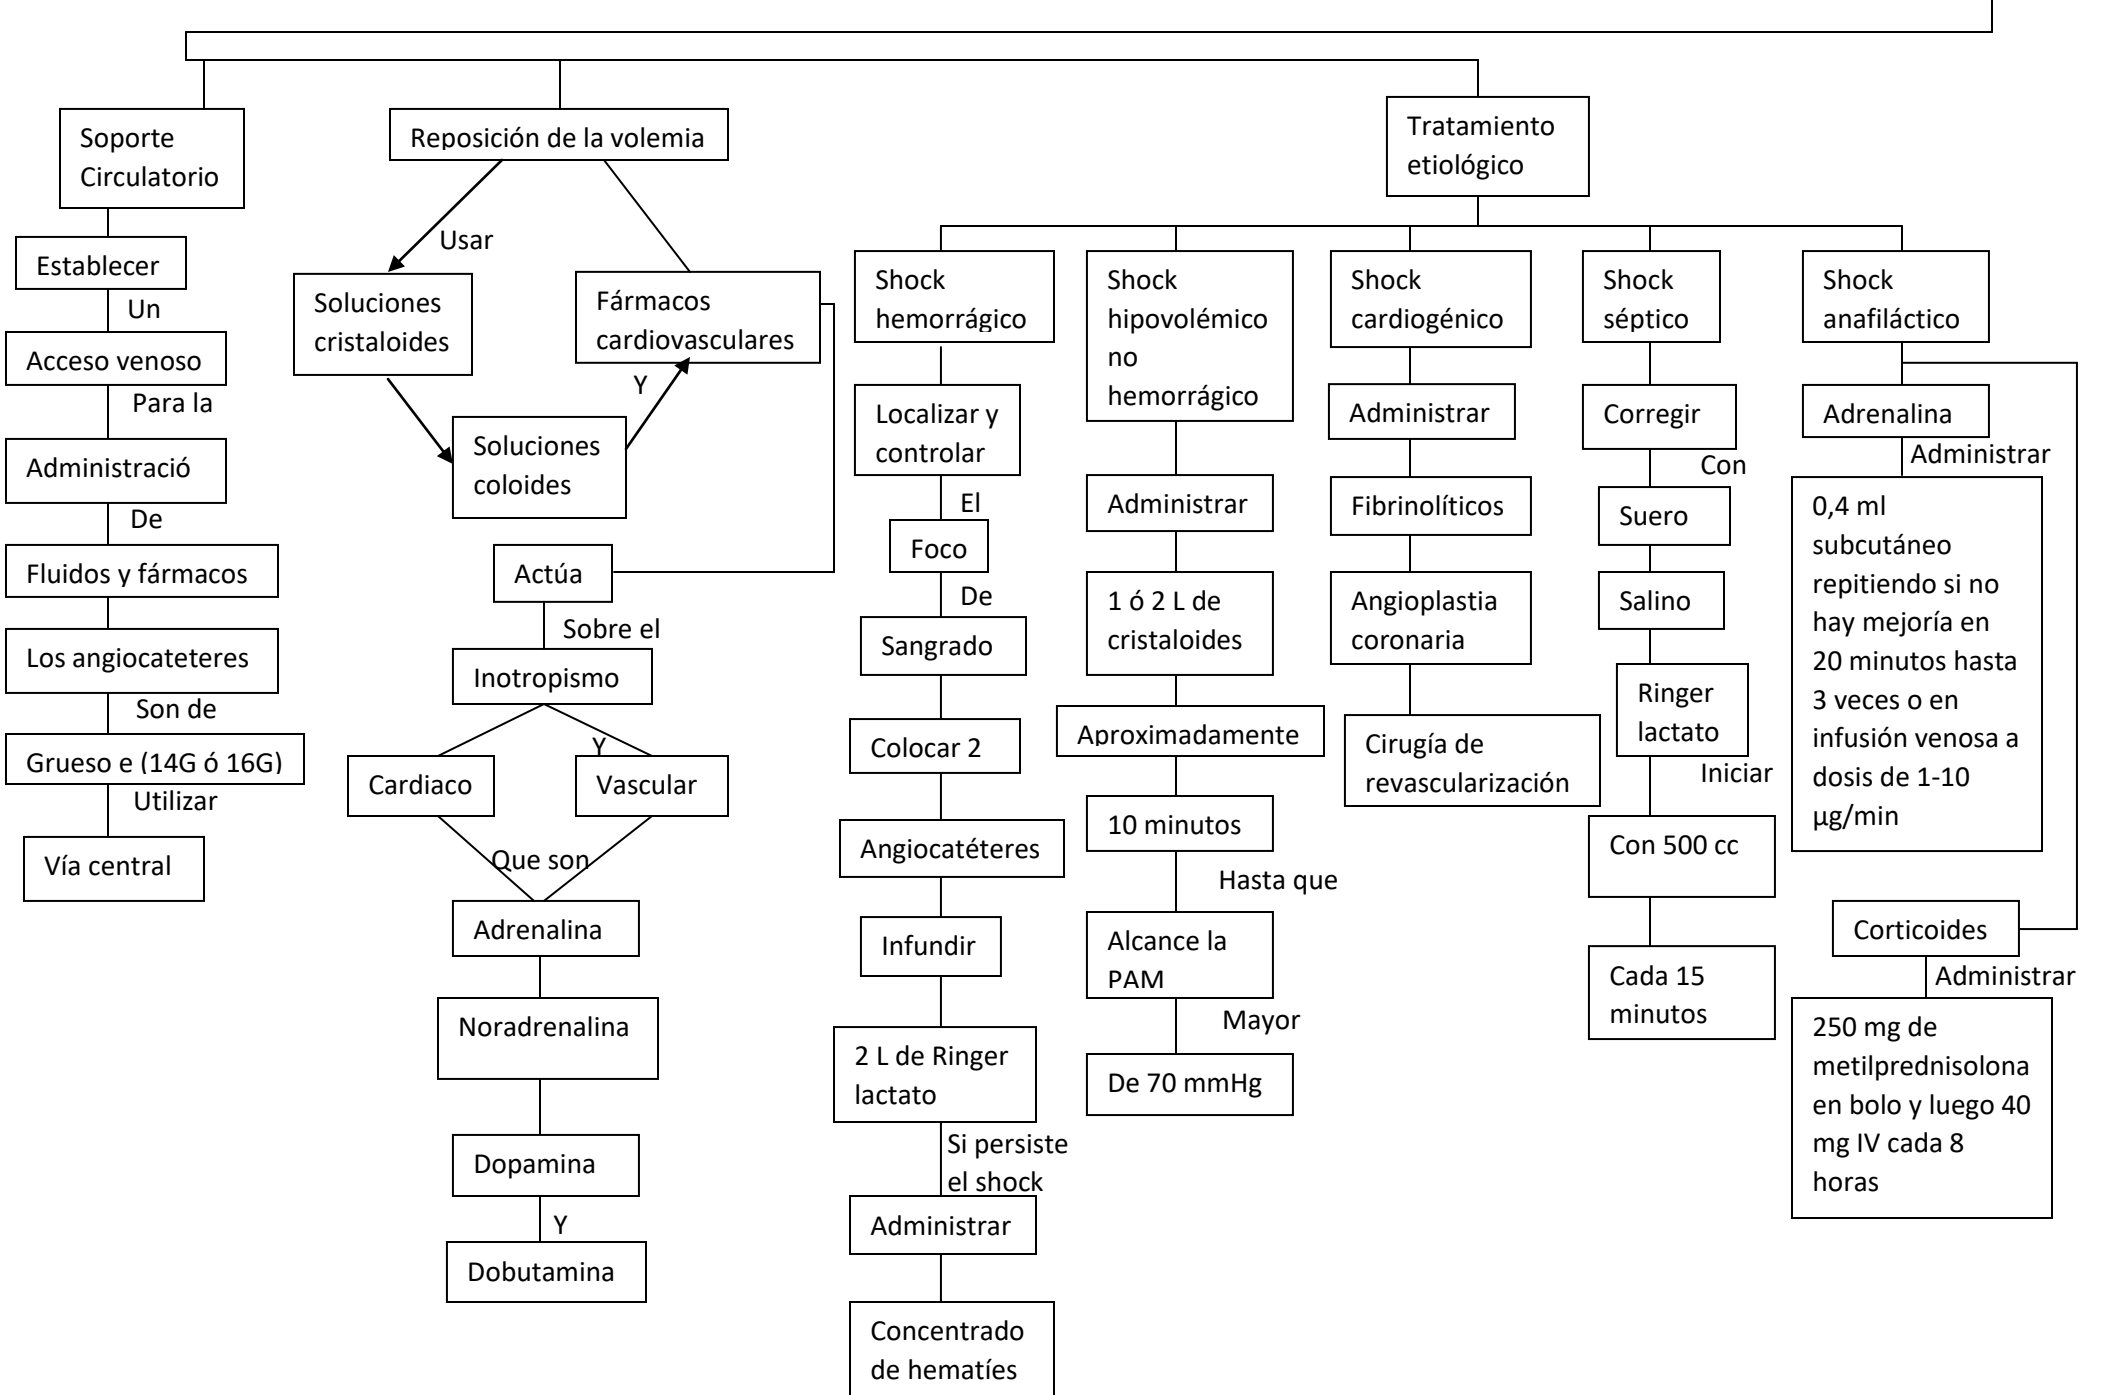 Soporte
Circulatorio
Establecer
Un
Acceso venoso
Para la
Administració
De
Fluidos y fármacos
Los angiocateteres
Son de
Grueso e (14G ó 16G)
Utilizar
Vía central
Reposición de la volemia
Usar
Soluciones
cristaloides
Soluciones
coloides
Y
Fármacos
cardiovasculares
Actúa
Sobre el
Inotropismo
Y
Cardiaco
Vascular
Que son
Adrenalina
Noradrenalina
Dopamina
Y
Dobutamina
Tratamiento
etiológico
Shock
hemorrágico
Localizar y
controlar
El
Foco
De
Sangrado
Colocar 2
Angiocatéteres
Infundir
2 L de Ringer
lactato
Si persiste
el shock
Administrar
Concentrado
de hematíes
Shock
hipovolémico
no
hemorrágico
Administrar
1 ó 2 L de
cristaloides
Aproximadamente
10 minutos
Hasta que
Alcance la
PAM
Mayor
De 70 mmHg
Shock
cardiogénico
Administrar
Fibrinolíticos
Angioplastia
coronaria
Cirugía de
revascularización
Shock
séptico
Corregir
Con
Suero
Salino
Ringer
lactato
Iniciar
Con 500 cc
Cada 15
minutos
Shock
anafiláctico
Adrenalina
Administrar
0,4 ml
subcutáneo
repitiendo si no
hay mejoría en
20 minutos hasta
3 veces o en
infusión venosa a
dosis de 1-10
µg/min
Corticoides
Administrar
250 mg de
metilprednisolona
en bolo y luego 40
mg IV cada 8
horas